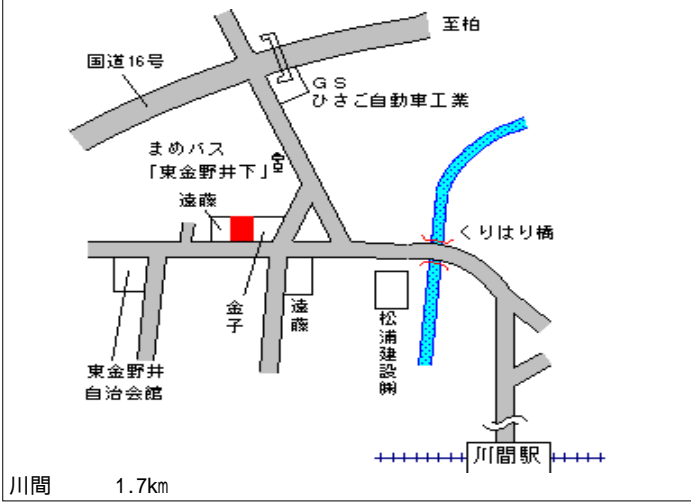 至柏
国道16号
GS
ひさご自動車工業
まめバス
「東金野井下」
遠藤
くりはり橋
金子
遠藤
松浦建設㈱
東金野井
自治会館
川間駅
川間 1.7km